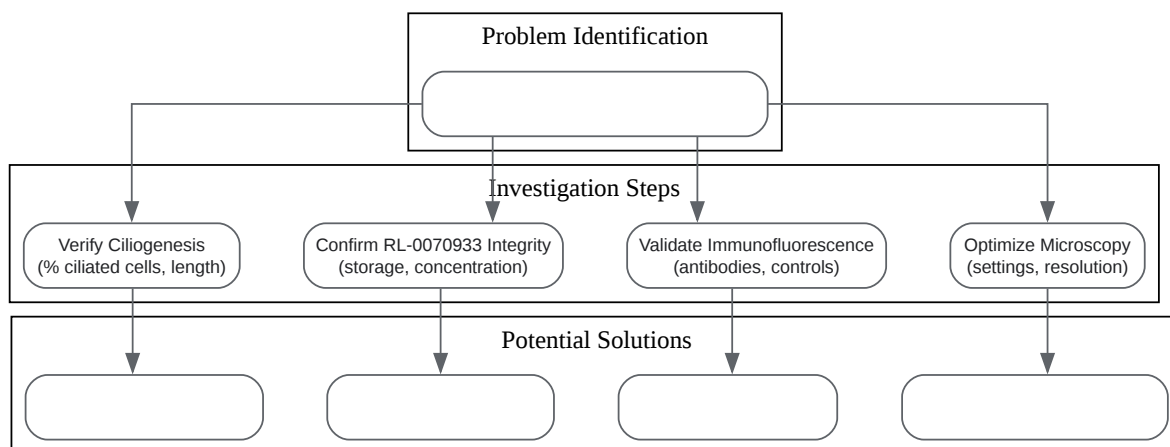 Problem Identification
Investigation Steps
Verify Ciliogenesis
(% ciliated cells, length)
Confirm RL-0070933 Integrity
(storage, concentration)
Validate Immunofluorescence
(antibodies, controls)
Optimize Microscopy
(settings, resolution)
Potential Solutions